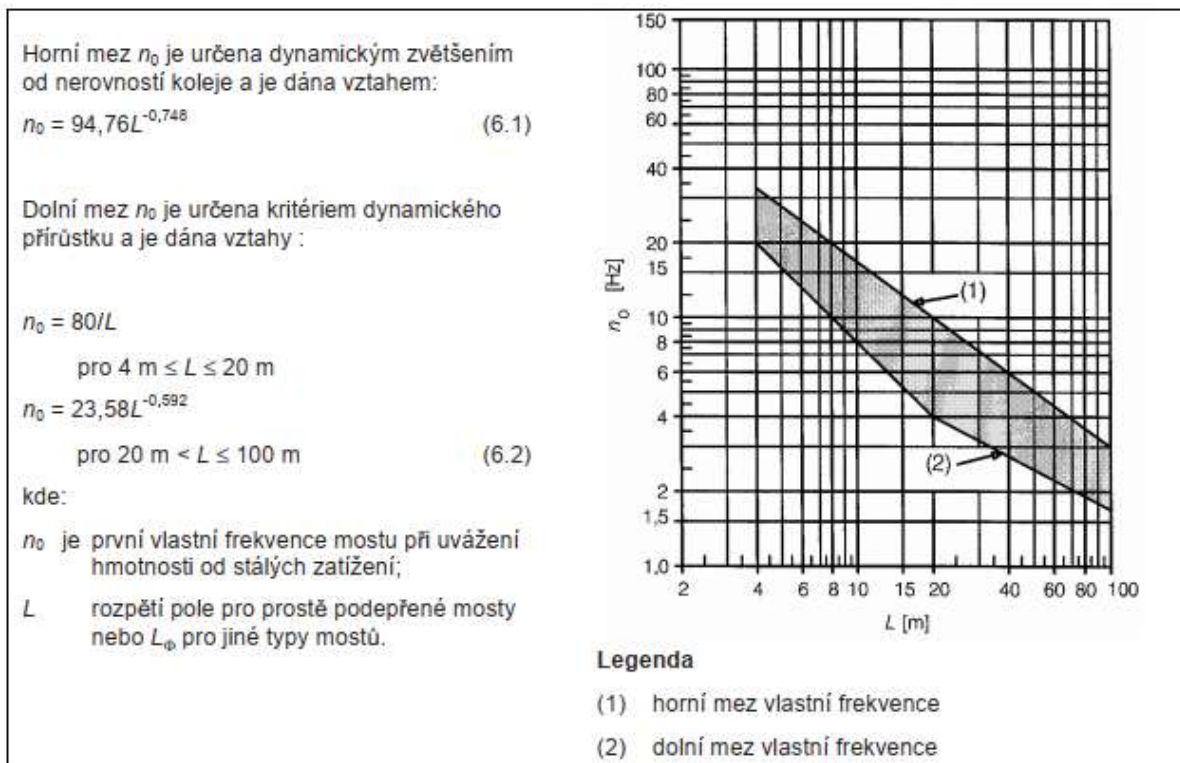 Horní mez n₀ je určena dynamickým zvětšením
od nerovností koleje a je dána vztahem:
n₀ = 94,76L⁻⁰,⁷⁴⁸ (6.1)
Dolní mez n₀ je určena kritériem dynamického
přírůstku a je dána vztahy :
n₀ = 80/L
pro 4 m ≤ L ≤ 20 m
n₀ = 23,58L⁻⁰,⁵⁹²
pro 20 m < L ≤ 100 m (6.2)
kde:
n₀ je první vlastní frekvence mostu při uvážení
hmotnosti od stálých zatížení;
L rozpětí pole pro prostě podepřené mosty
nebo L_Φ pro jiné typy mostů.
150
100
80
60
40
20
15
10
8
6
4
2
1,5
1,0
n₀ [Hz]
(1)
(2)
2 4 6 8 10 15 20 40 60 80 100
L [m]
Legenda
(1) horní mez vlastní frekvence
(2) dolní mez vlastní frekvence